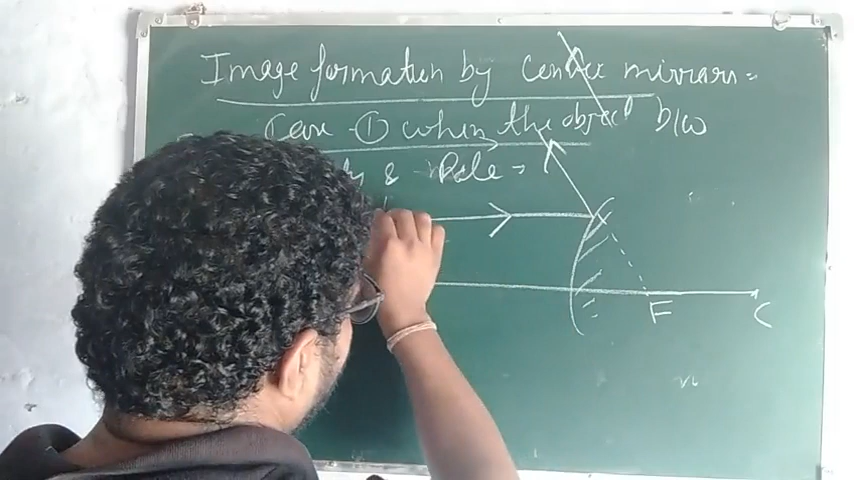 Image formation by Convex mirrors =
Case - ① when the object b/w
& Pole =
F
C